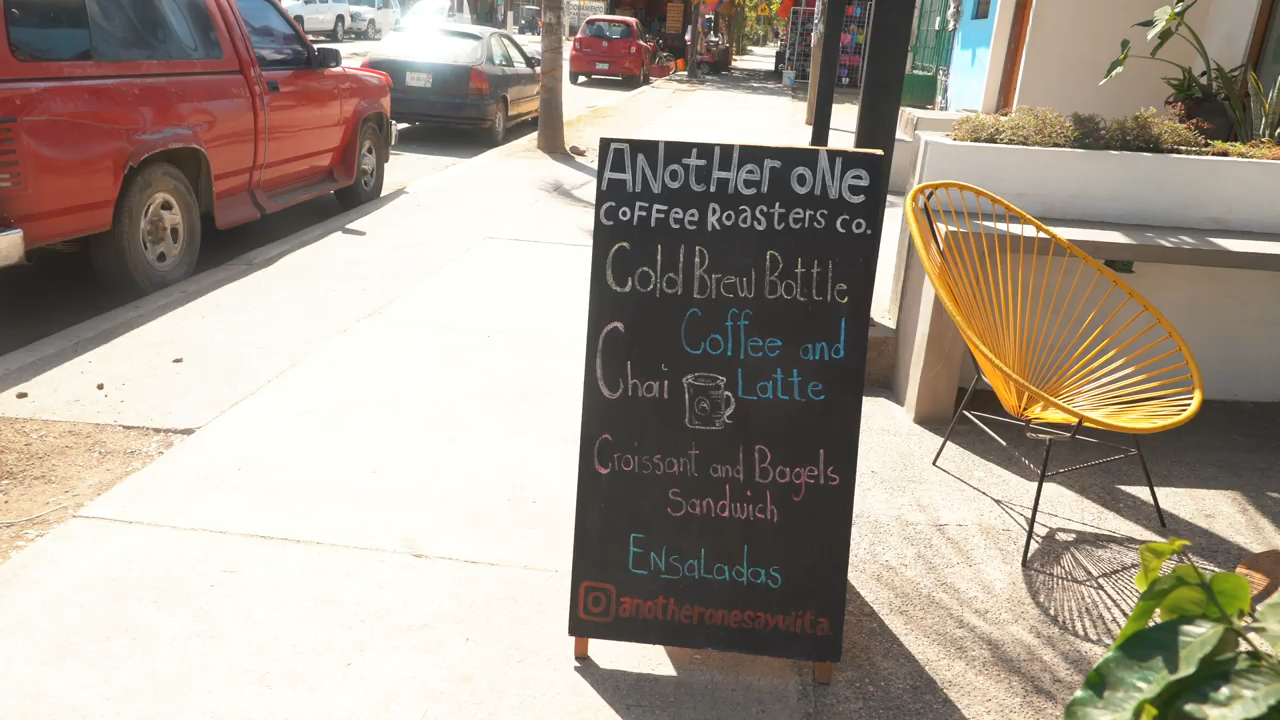 ANotHer oNe
CoFFee Roasters co.
Cold Brew Bottle
Coffee and
Chai Latte
Croissant and Bagels
Sandwich
ENsaLadas
anotheronesayulita